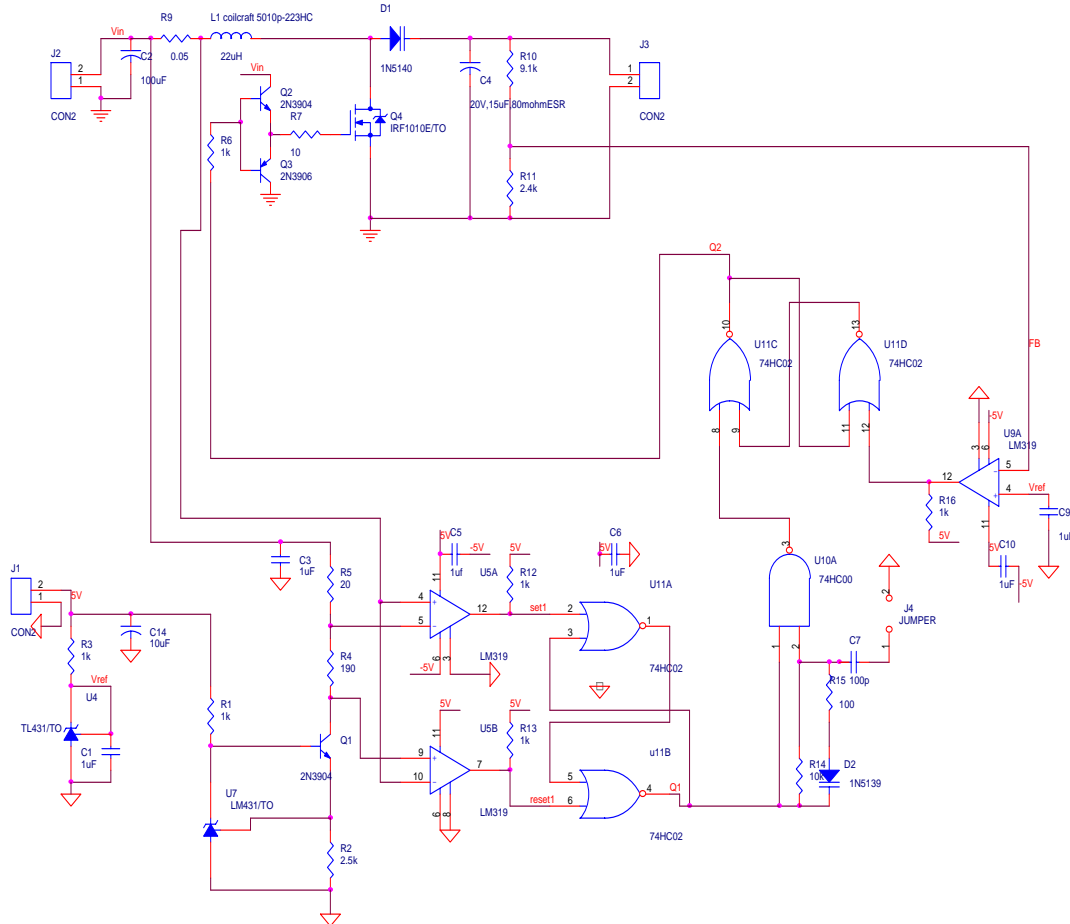 D1
R9
L1 coilcraft 5010p-223HC
Vin
J2
2
1
CON2
C2
100uF
0.05
22uH
1N5140
R10
9.1k
J3
1
2
CON2
C4
20V,15uF,80mohmESR
Vin
Q2
2N3904
R7
10
Q4
IRF1010E/TO
R6
1k
Q3
2N3906
R11
2.4k
Q2
10
U11C
74HC02
8
9
13
U11D
74HC02
11
12
FB
-5V
3
6
U9A
LM319
5
4
12
11
Vref
C9
1u
R16
1k
5V
5V
C10
1uF
-5V
3
U10A
74HC00
1
2
2
J4
JUMPER
1
C7
100p
R15
100
R14
10k
D2
1N5139
C3
1uF
R5
20
R4
190
5V
C5
1uf
-5V
U5A
11
4
5
12
6
3
-5V
LM319
5V
R12
1k
set1
5V
C6
1uF
U11A
2
3
1
74HC02
5V
U5B
11
9
10
7
6
8
LM319
5V
R13
1k
reset1
u11B
5
6
4
Q1
74HC02
J1
2
1
CON2
5V
R3
1k
C14
10uF
Vref
U4
TL431/TO
C1
1uF
R1
1k
Q1
2N3904
U7
LM431/TO
R2
2.5k